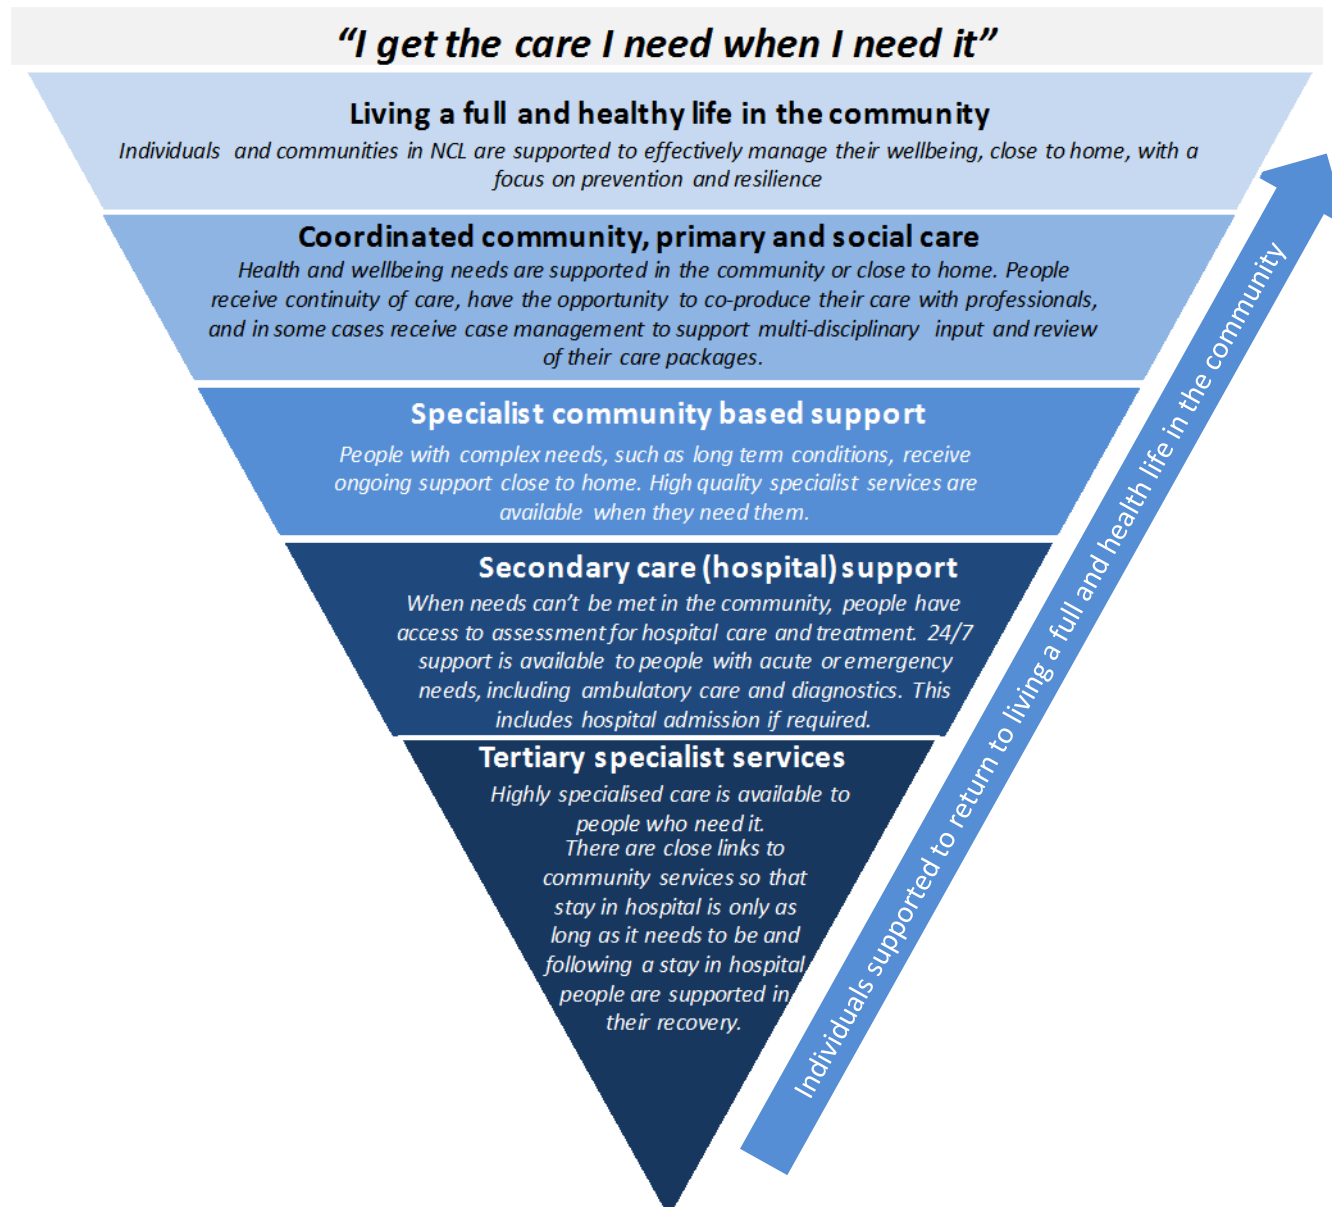 “I get the care I need when I need it”
Living a full and healthy life in the community
Individuals and communities in NCL are supported to effectively manage their wellbeing, close to home, with a
focus on prevention and resilience
Coordinated community, primary and social care
Health and wellbeing needs are supported in the community or close to home. People
receive continuity of care, have the opportunity to co-produce their care with professionals,
and in some cases receive case management to support multi-disciplinary input and review
of their care packages.
Specialist community based support
People with complex needs, such as long term conditions, receive
ongoing support close to home. High quality specialist services are
available when they need them.
Secondary care (hospital) support
When needs can’t be met in the community, people have
access to assessment for hospital care and treatment. 24/7
support is available to people with acute or emergency
needs, including ambulatory care and diagnostics. This
includes hospital admission if required.
Tertiary specialist services
Highly specialised care is available to
people who need it.
There are close links to
community services so that
stay in hospital is only as
long as it needs to be and
following a stay in hospital
people are supported in
their recovery.
Individuals supported to return to living a full and health life in the community